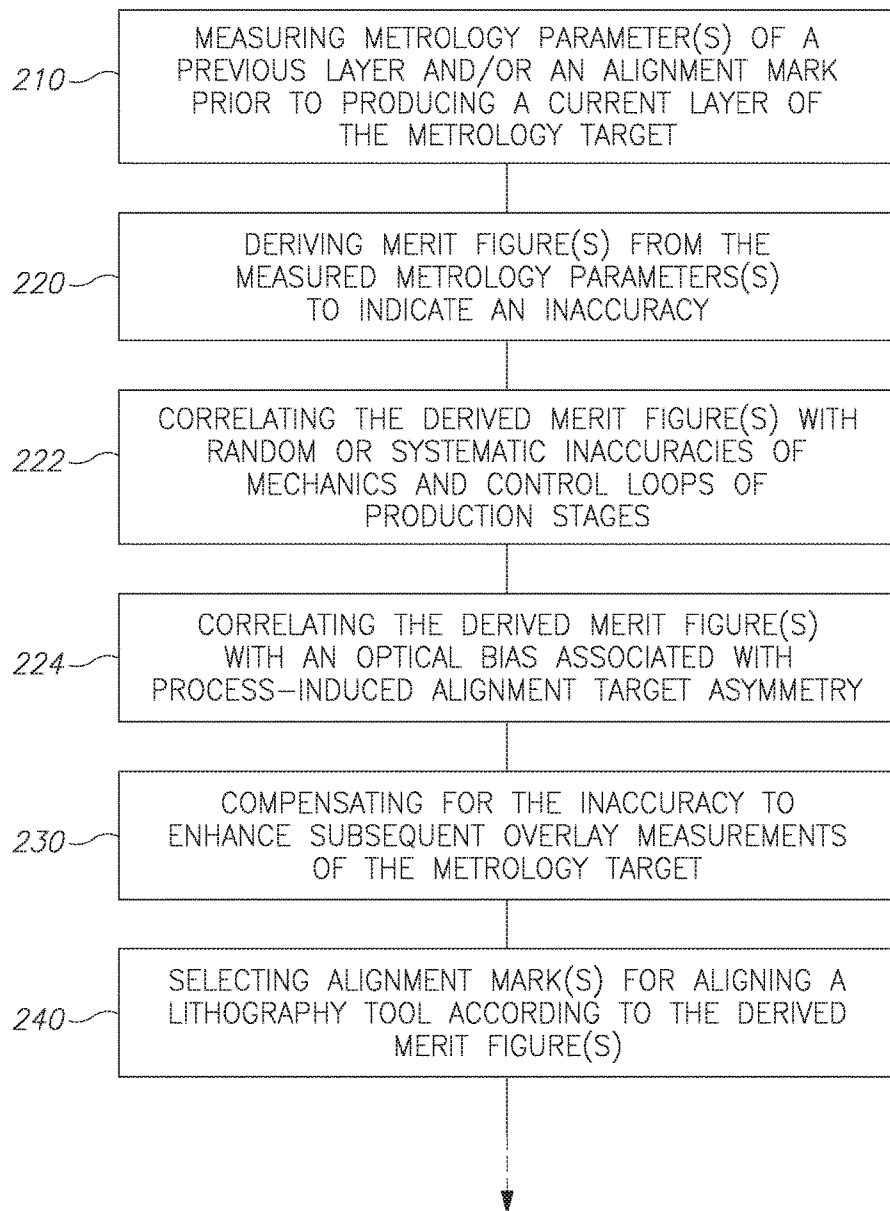 210
MEASURING METROLOGY PARAMETER(S) OF A
PREVIOUS LAYER AND/OR AN ALIGNMENT MARK
PRIOR TO PRODUCING A CURRENT LAYER OF
THE METROLOGY TARGET
220
DERIVING MERIT FIGURE(S) FROM THE
MEASURED METROLOGY PARAMETERS(S)
TO INDICATE AN INACCURACY
222
CORRELATING THE DERIVED MERIT FIGURE(S) WITH
RANDOM OR SYSTEMATIC INACCURACIES OF
MECHANICS AND CONTROL LOOPS OF
PRODUCTION STAGES
224
CORRELATING THE DERIVED MERIT FIGURE(S)
WITH AN OPTICAL BIAS ASSOCIATED WITH
PROCESS-INDUCED ALIGNMENT TARGET ASYMMETRY
230
COMPENSATING FOR THE INACCURACY TO
ENHANCE SUBSEQUENT OVERLAY MEASUREMENTS
OF THE METROLOGY TARGET
240
SELECTING ALIGNMENT MARK(S) FOR ALIGNING A
LITHOGRAPHY TOOL ACCORDING TO THE DERIVED
MERIT FIGURE(S)